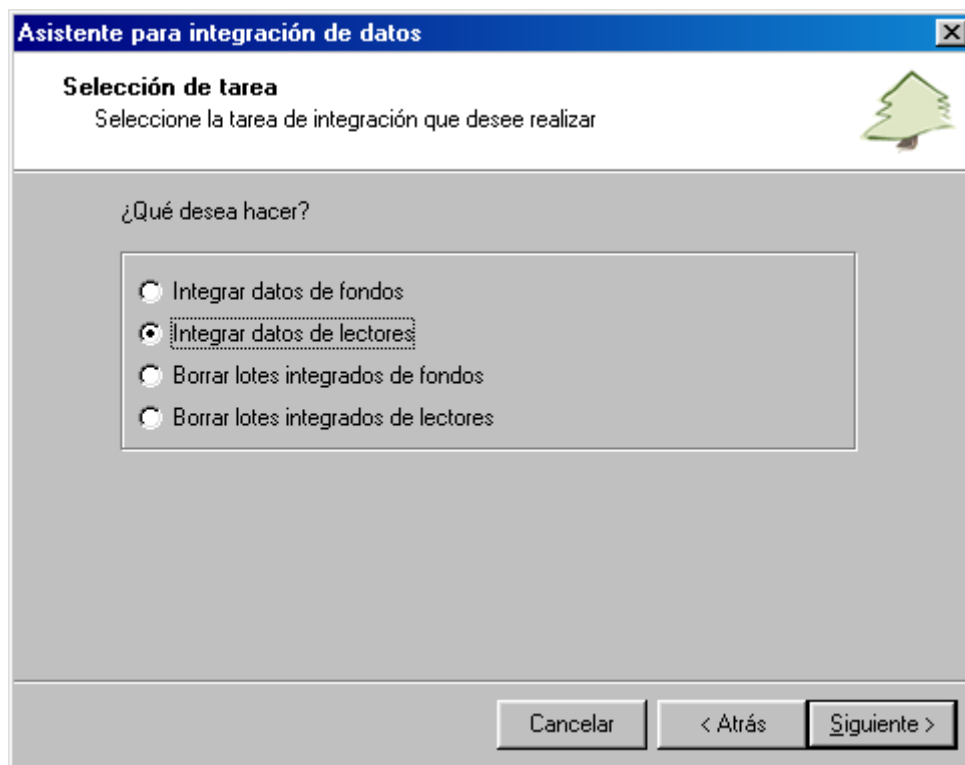 Asistente para integración de datos
Selección de tarea
Seleccione la tarea de integración que desee realizar
¿Qué desea hacer?
Integrar datos de fondos
Integrar datos de lectores
Borrar lotes integrados de fondos
Borrar lotes integrados de lectores
Cancelar < Atrás Siguiente >